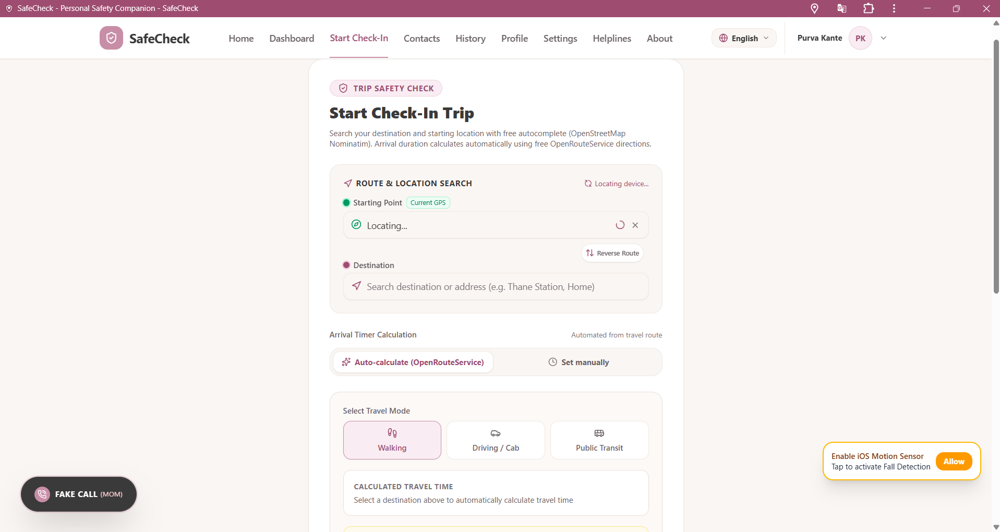 SafeCheck - Personal Safety Companion - SafeCheck
SafeCheck
Home
Dashboard
Start Check-In
Contacts
History
Profile
Settings
Helplines
About
English
Purva Kante
PK
TRIP SAFETY CHECK
Start Check-In Trip
Search your destination and starting location with free autocomplete (OpenStreetMap
Nominatim). Arrival duration calculates automatically using free OpenRouteService directions.
ROUTE & LOCATION SEARCH
Locating device...
Starting Point
Current GPS
Locating...
Reverse Route
Destination
Search destination or address (e.g. Thane Station, Home)
Arrival Timer Calculation
Automated from travel route
Auto-calculate (OpenRouteService)
Set manually
Select Travel Mode
Walking
Driving / Cab
Public Transit
CALCULATED TRAVEL TIME
Select a destination above to automatically calculate travel time
Enable iOS Motion Sensor
Tap to activate Fall Detection
Allow
FAKE CALL (MOM)